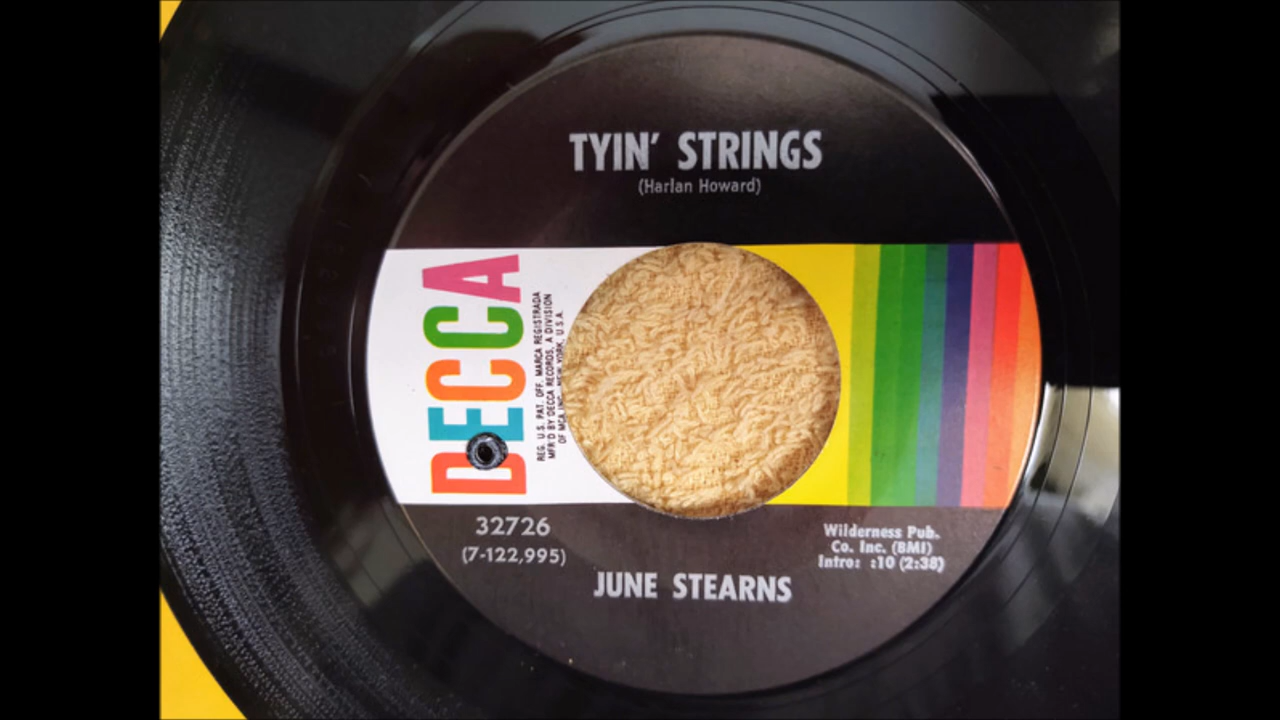 TYIN' STRINGS
(Harlan Howard)
DECCA
REG. U.S. PAT. OFF. MARCA REGISTRADA
MFR'D BY DECCA RECORDS, A DIVISION
OF MCA INC., NEW YORK, U.S.A.
32726
(7-122,995)
Wilderness Pub.
Co. Inc. (BMI)
Intro: :10 (2:38)
JUNE STEARNS